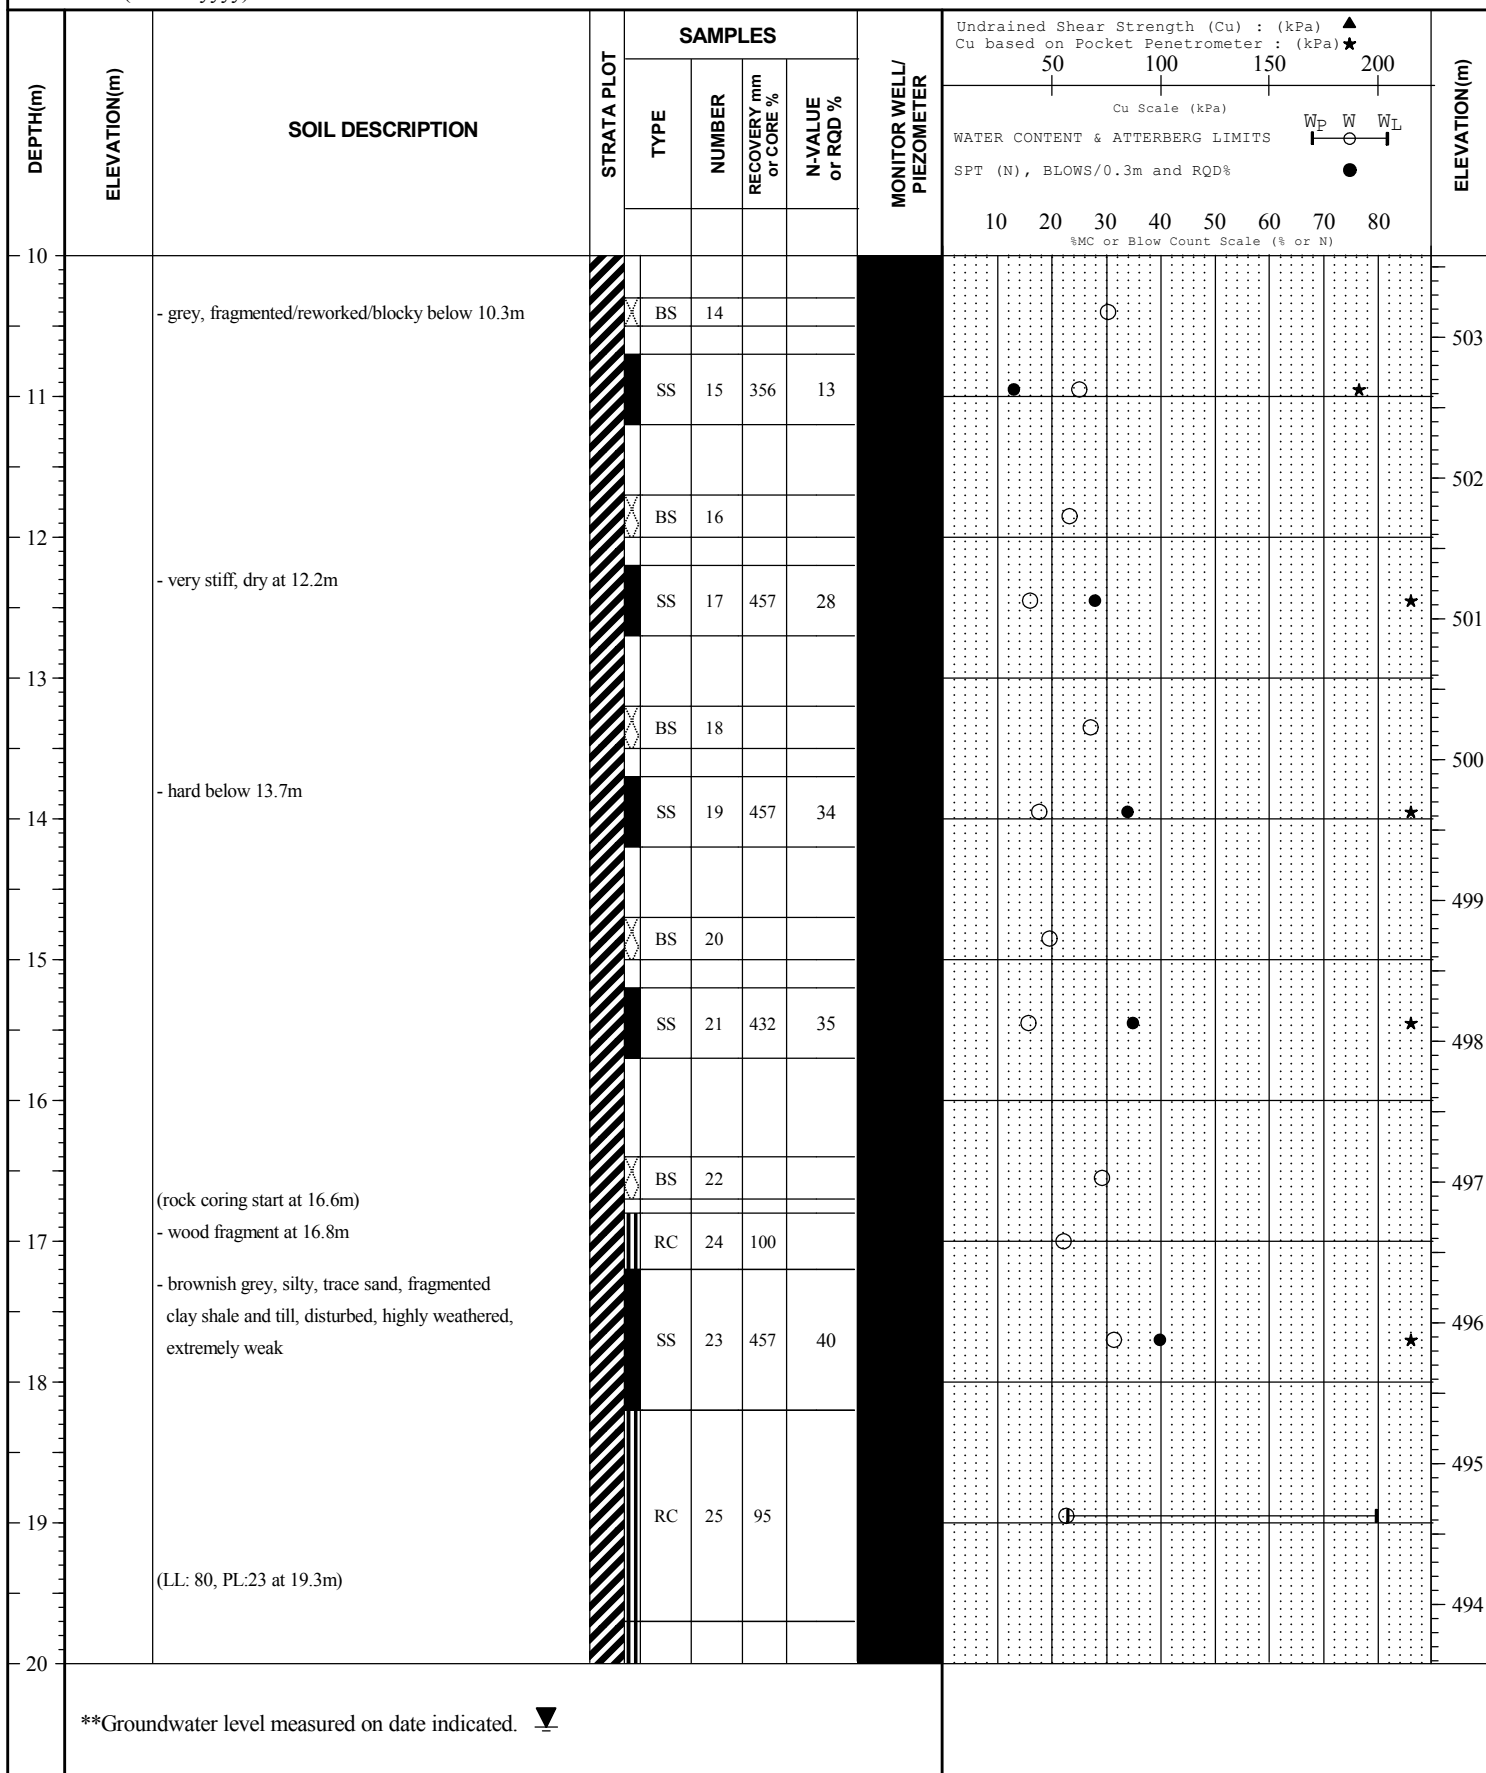 Undrained Shear Strength (Cu) : (kPa) ▲
Cu based on Pocket Penetrometer : (kPa) ★
50 100 150 200
Cu Scale (kPa)
WATER CONTENT & ATTERBERG LIMITS
WP W WL
SPT (N), BLOWS/0.3m and RQD% ●
10 20 30 40 50 60 70 80
%MC or Blow Count Scale (% or N)
DEPTH(m)
ELEVATION(m)
SOIL DESCRIPTION
STRATA PLOT
SAMPLES
TYPE
NUMBER
RECOVERY mm
or CORE %
N-VALUE
or RQD %
MONITOR WELL/
PIEZOMETER
ELEVATION(m)
10
- grey, fragmented/reworked/blocky below 10.3m
BS 14
503
11
SS 15 356 13
502
BS 16
12
- very stiff, dry at 12.2m
SS 17 457 28
501
13
BS 18
500
- hard below 13.7m
SS 19 457 34
14
499
BS 20
15
SS 21 432 35
498
16
BS 22
497
(rock coring start at 16.6m)
- wood fragment at 16.8m
17
RC 24 100
- brownish grey, silty, trace sand, fragmented
clay shale and till, disturbed, highly weathered,
extremely weak
SS 23 457 40
496
18
495
RC 25 95
19
(LL: 80, PL:23 at 19.3m)
494
20
**Groundwater level measured on date indicated.